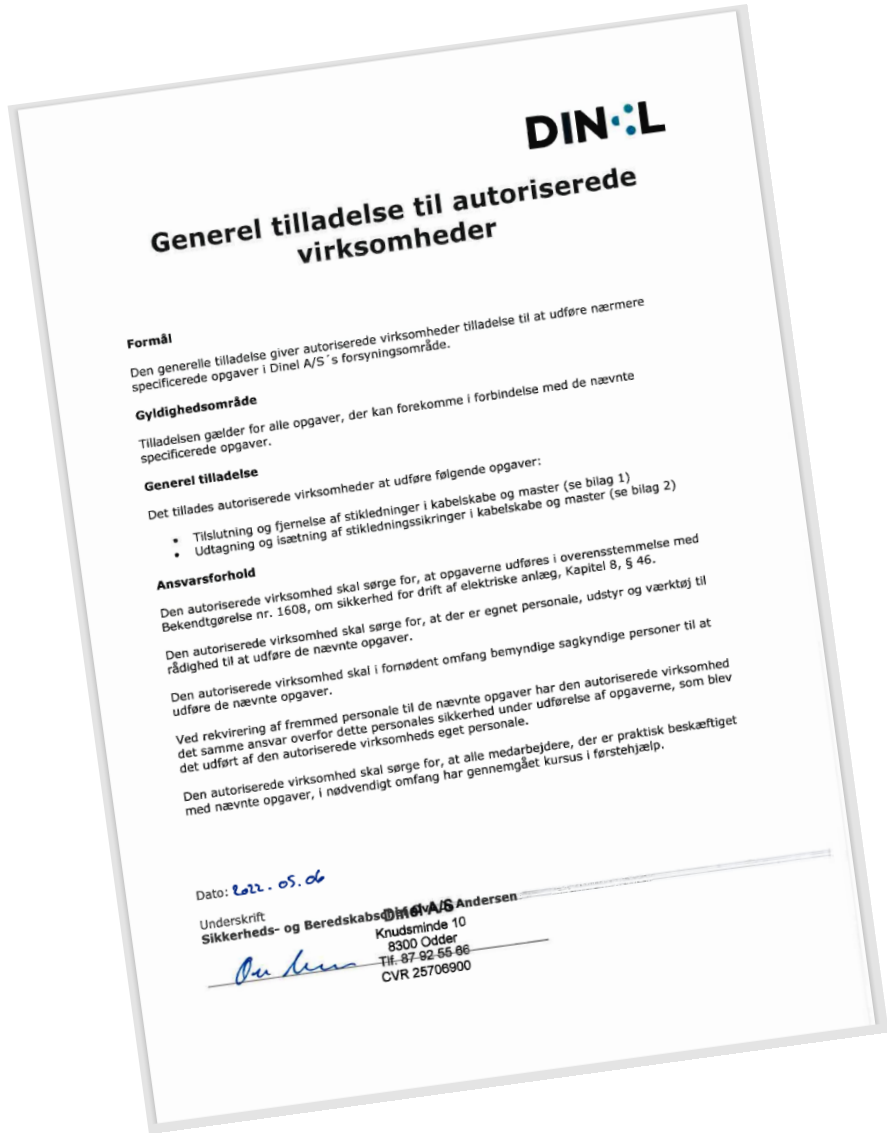 DIN€L
Generel tilladelse til autoriserede
virksomheder
Formål
Den generelle tilladelse giver autoriserede virksomheder tilladelse til at udføre nærmere
specificerede opgaver i Dinel A/S´s forsyningsområde.
Gyldighedsområde
Tilladelsen gælder for alle opgaver, der kan forekomme i forbindelse med de nævnte
specificerede opgaver.
Generel tilladelse
Det tillades autoriserede virksomheder at udføre følgende opgaver:
• Tilslutning og fjernelse af stikledninger i kabelskabe og master (se bilag 1)
• Udtagning og isætning af stikledningssikringer i kabelskabe og master (se bilag 2)
Ansvarsforhold
Den autoriserede virksomhed skal sørge for, at opgaverne udføres i overensstemmelse med
Bekendtgørelse nr. 1608, om sikkerhed for drift af elektriske anlæg, Kapitel 8, § 46.
Den autoriserede virksomhed skal sørge for, at der er egnet personale, udstyr og værktøj til
rådighed til at udføre de nævnte opgaver.
Den autoriserede virksomhed skal i fornødent omfang bemyndige sagkyndige personer til at
udføre de nævnte opgaver.
Ved rekvirering af fremmed personale til de nævnte opgaver har den autoriserede virksomhed
det samme ansvar overfor dette personales sikkerhed under udførelse af opgaverne, som blev
det udført af den autoriserede virksomheds eget personale.
Den autoriserede virksomhed skal sørge for, at alle medarbejdere, der er praktisk beskæftiget
med nævnte opgaver, i nødvendigt omfang har gennemgået kursus i førstehjælp.
Dato: 2022.05.06
Underskrift
Sikkerheds- og Beredskabs Andersen
Dinel A/S
Knudsminde 10
8300 Odder
Tlf. 87 92 55 66
CVR 25706900